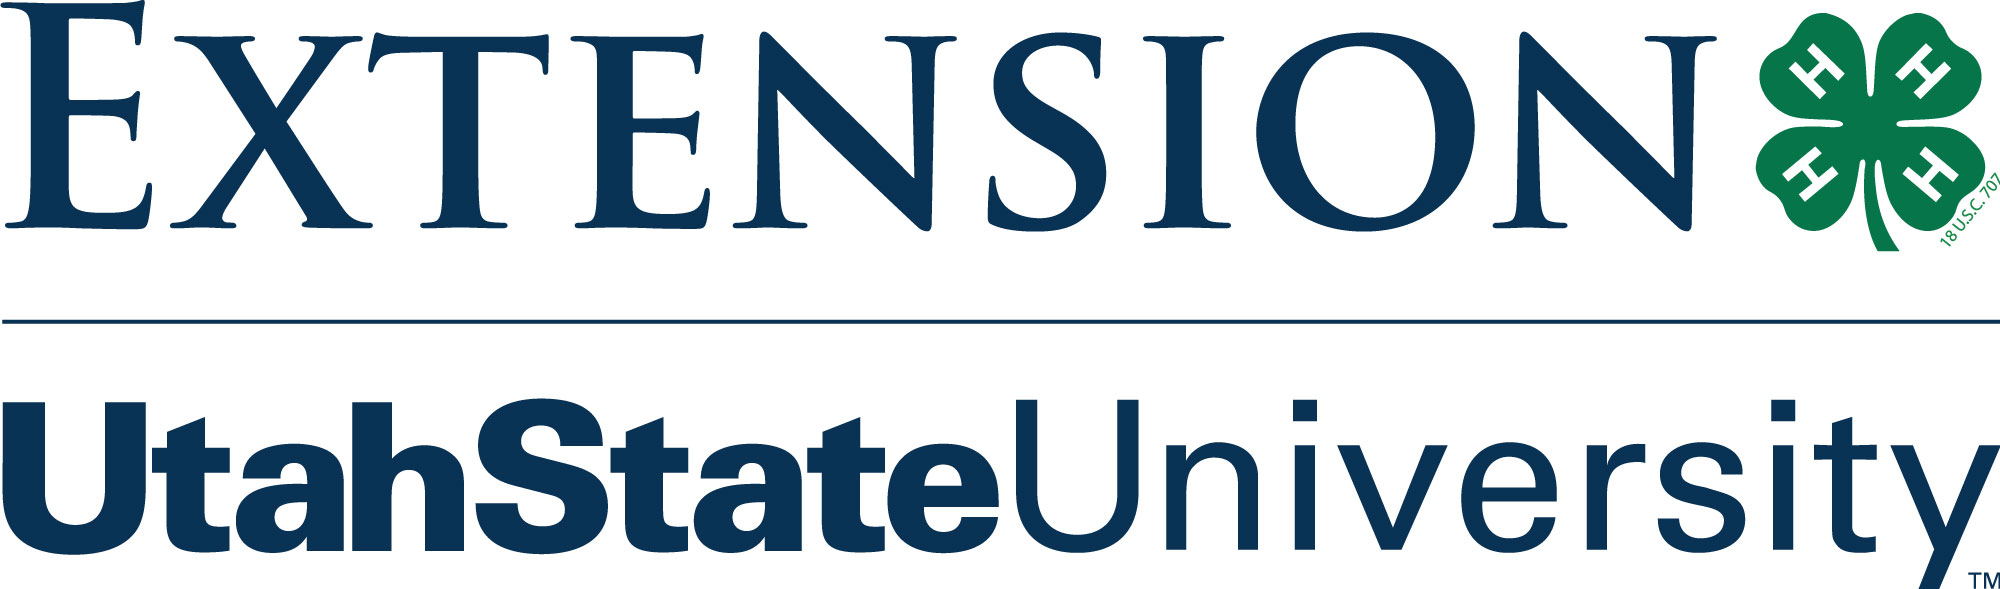 EXTENSION
H H
H H
18 U.S.C. 707
UtahStateUniversity
TM